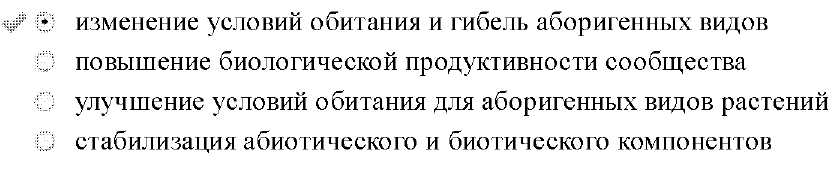 изменение условий обитания и гибель аборигенных видов
повышение биологической продуктивности сообщества
улучшение условий обитания для аборигенных видов растений
стабилизация абиотического и биотического компонентов